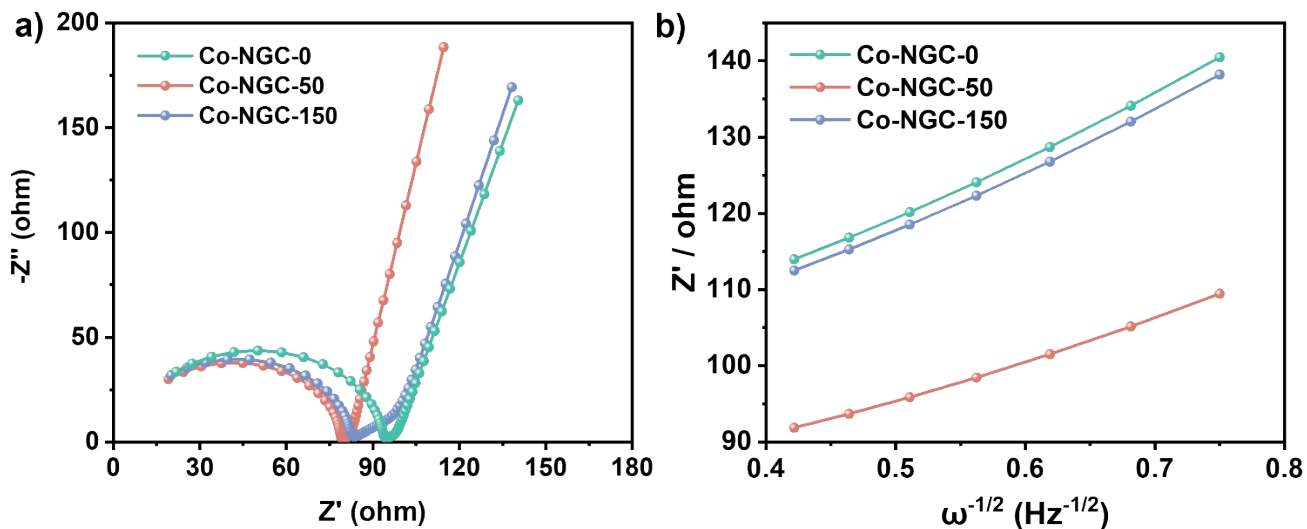 a)
200
150
100
50
0
-Z'' (ohm)
Co-NGC-0
Co-NGC-50
Co-NGC-150
0 30 60 90 120 150 180
Z' (ohm)
b)
140
130
120
110
100
90
Z' / ohm
Co-NGC-0
Co-NGC-50
Co-NGC-150
0.4 0.5 0.6 0.7 0.8
ω⁻¹/² (Hz⁻¹/²)